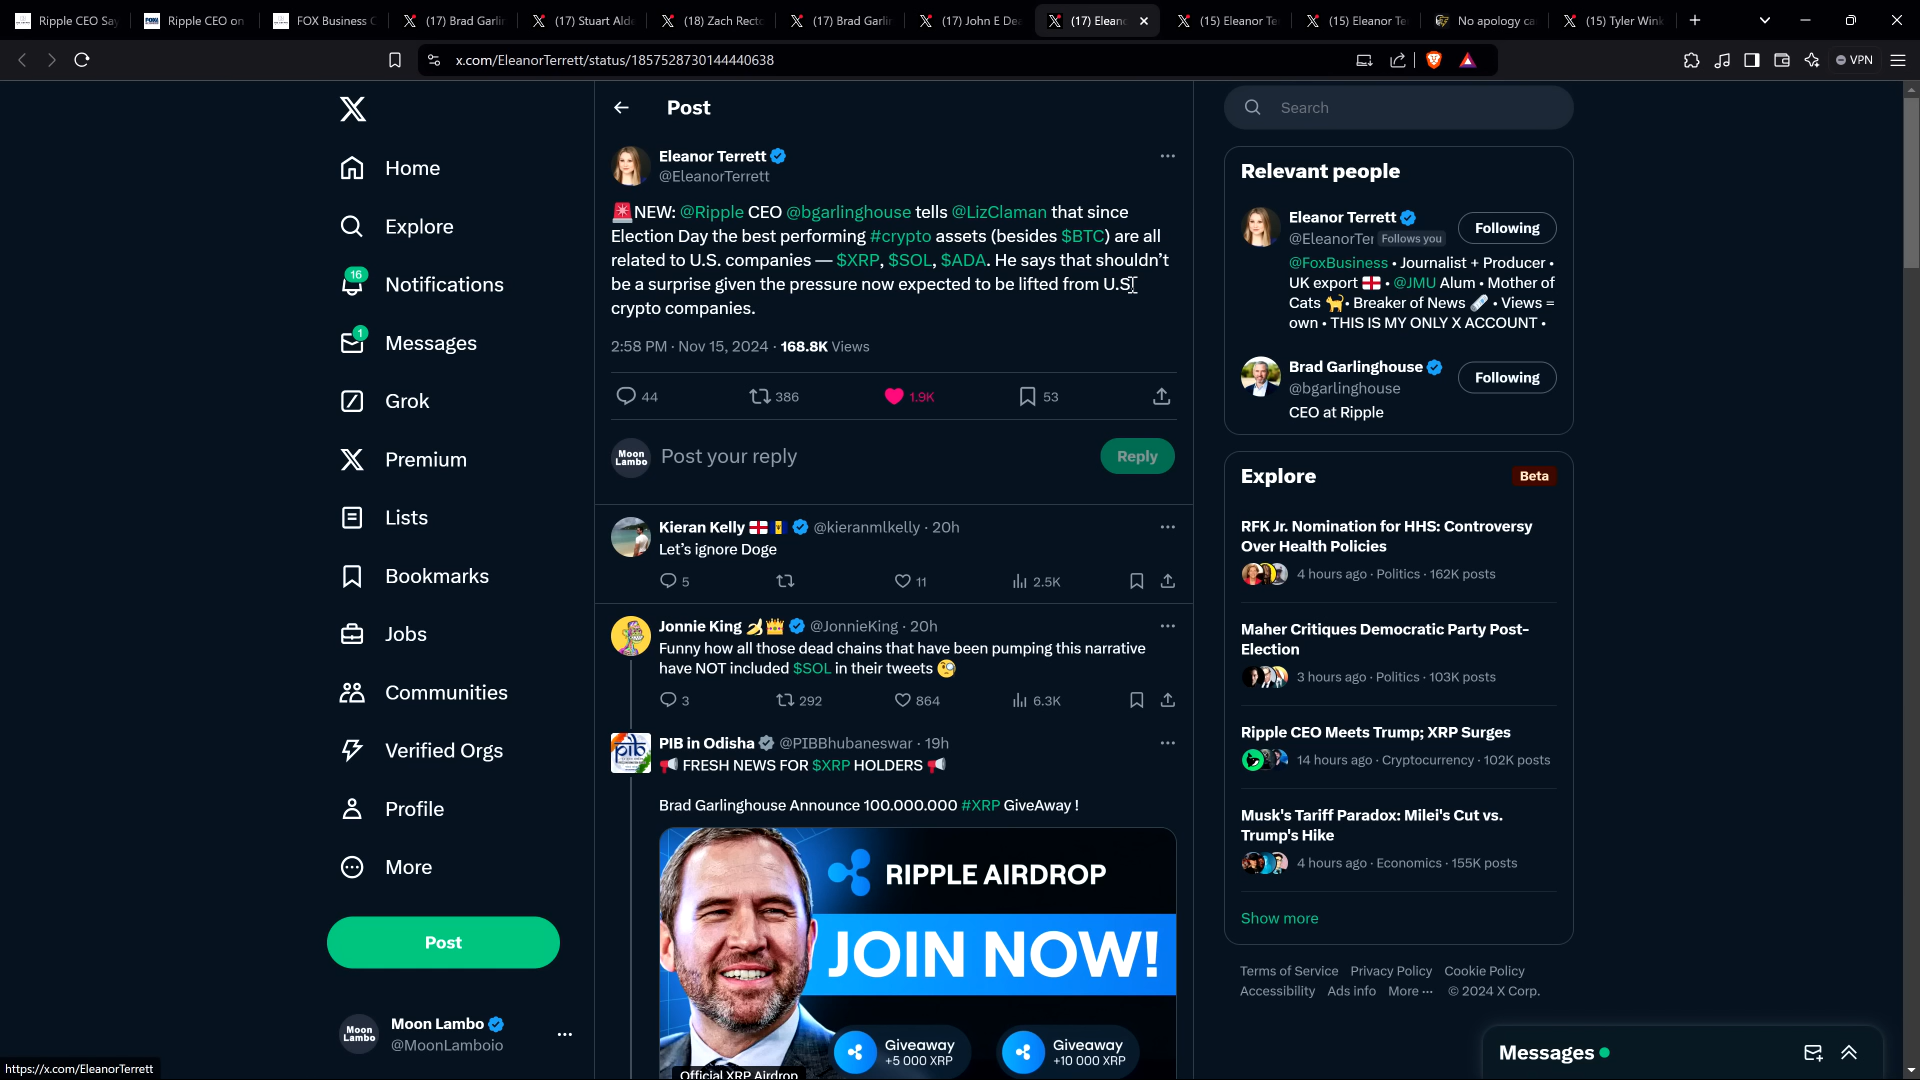 Ripple CEO Say
Ripple CEO on
FOX Business C
(17) Brad Garlin
(17) Stuart Alde
(18) Zach Recto
(17) Brad Garlin
(17) John E Dea
(17) Elean
(15) Eleanor Te
(15) Eleanor Te
No apology ca
(15) Tyler Wink
x.com/EleanorTerrett/status/1857528730144440638
VPN
Home
Explore
16
Notifications
1
Messages
Grok
Premium
Lists
Bookmarks
Jobs
Communities
Verified Orgs
Profile
More
Post
Moon Lambo
Moon Lambo
@MoonLamboio
https://x.com/EleanorTerrett
Post
Eleanor Terrett
@EleanorTerrett
🚨NEW: @Ripple CEO @bgarlinghouse tells @LizClaman that since
Election Day the best performing #crypto assets (besides $BTC) are all
related to U.S. companies — $XRP, $SOL, $ADA. He says that shouldn’t
be a surprise given the pressure now expected to be lifted from U.S
crypto companies.
2:58 PM · Nov 15, 2024 · 168.8K Views
44 386 1.9K 53
Moon Lambo
Post your reply
Reply
Kieran Kelly 🏴󠁧󠁢󠁥󠁮󠁧󠁿 🇧🇧 @kieranmlkelly · 20h
Let’s ignore Doge
5 11 2.5K
Jonnie King 🍌👑 @JonnieKing · 20h
Funny how all those dead chains that have been pumping this narrative
have NOT included $SOL in their tweets 🧐
3 292 864 6.3K
pib
PIB in Odisha @PIBBhubaneswar · 19h
📢 FRESH NEWS FOR $XRP HOLDERS 📢
Brad Garlinghouse Announce 100.000.000 #XRP GiveAway !
RIPPLE AIRDROP
JOIN NOW!
Giveaway
+5 000 XRP
Giveaway
+10 000 XRP
Official XRP Airdrop
Search
Relevant people
Eleanor Terrett
@EleanorTer Follows you
Following
@FoxBusiness • Journalist + Producer •
UK export 🏴󠁧󠁢󠁥󠁮󠁧󠁿 • @JMU Alum • Mother of
Cats 🐈• Breaker of News 🗞️ • Views =
own • THIS IS MY ONLY X ACCOUNT •
Brad Garlinghouse
@bgarlinghouse
Following
CEO at Ripple
Explore
Beta
RFK Jr. Nomination for HHS: Controversy
Over Health Policies
4 hours ago · Politics · 162K posts
Maher Critiques Democratic Party Post-
Election
3 hours ago · Politics · 103K posts
Ripple CEO Meets Trump; XRP Surges
14 hours ago · Cryptocurrency · 102K posts
Musk's Tariff Paradox: Milei's Cut vs.
Trump's Hike
4 hours ago · Economics · 155K posts
Show more
Terms of Service Privacy Policy Cookie Policy
Accessibility Ads info More ··· © 2024 X Corp.
Messages